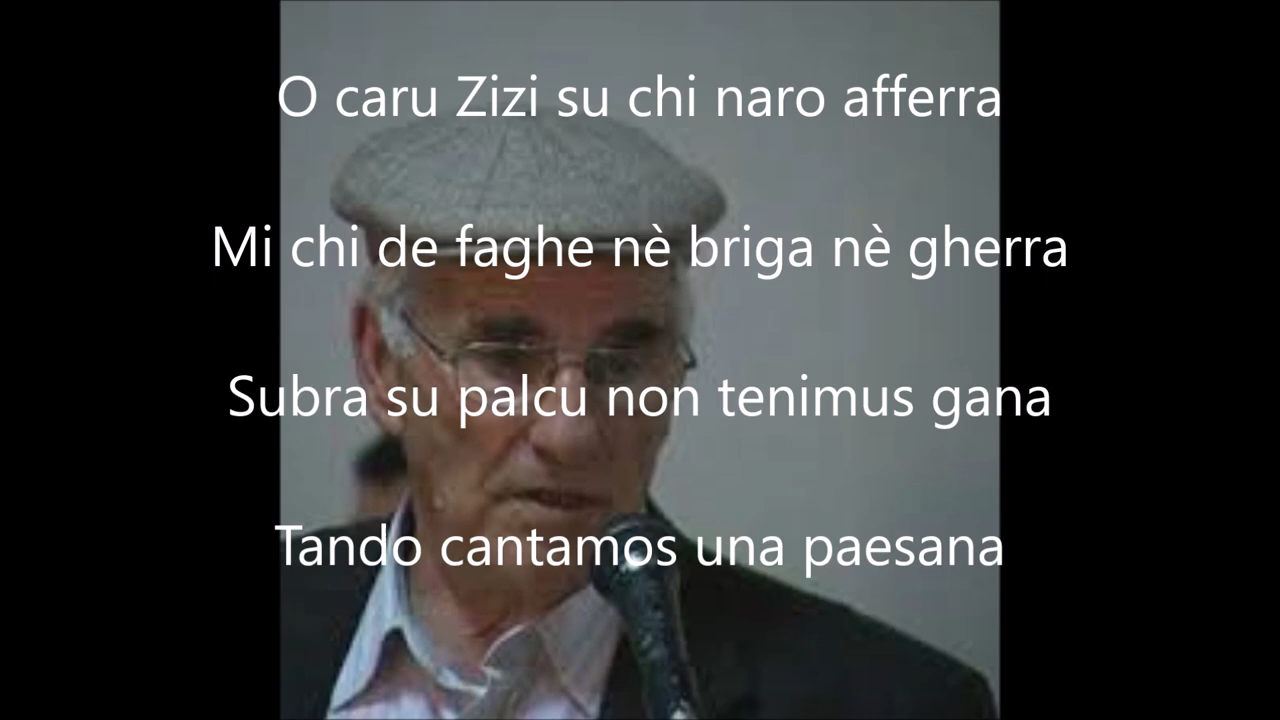 O caru Zizi su chi naro afferra
Mi chi de faghe nè briga nè gherra
Subra su palcu non tenimus gana
Tando cantamos una paesana